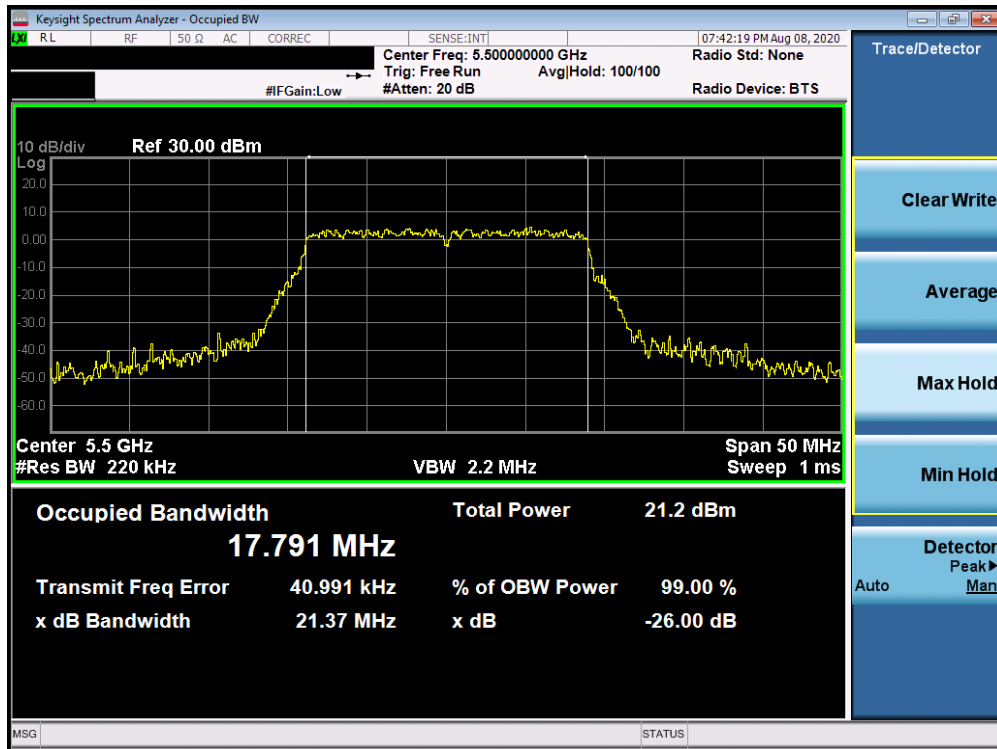 Keysight Spectrum Analyzer - Occupied BW
LXI RL RF 50 Ω AC CORREC SENSE:INT 07:42:19 PM Aug 08, 2020
Center Freq: 5.500000000 GHz Radio Std: None
Trig: Free Run Avg|Hold: 100/100
#IFGain:Low #Atten: 20 dB Radio Device: BTS
10 dB/div Ref 30.00 dBm
Log
20.0
10.0
0.00
-10.0
-20.0
-30.0
-40.0
-50.0
-60.0
Center 5.5 GHz Span 50 MHz
#Res BW 220 kHz VBW 2.2 MHz Sweep 1 ms
Occupied Bandwidth Total Power 21.2 dBm
17.791 MHz
Transmit Freq Error 40.991 kHz % of OBW Power 99.00 %
x dB Bandwidth 21.37 MHz x dB -26.00 dB
MSG STATUS
Trace/Detector
Clear Write
Average
Max Hold
Min Hold
Detector
Peak▶
Auto Man